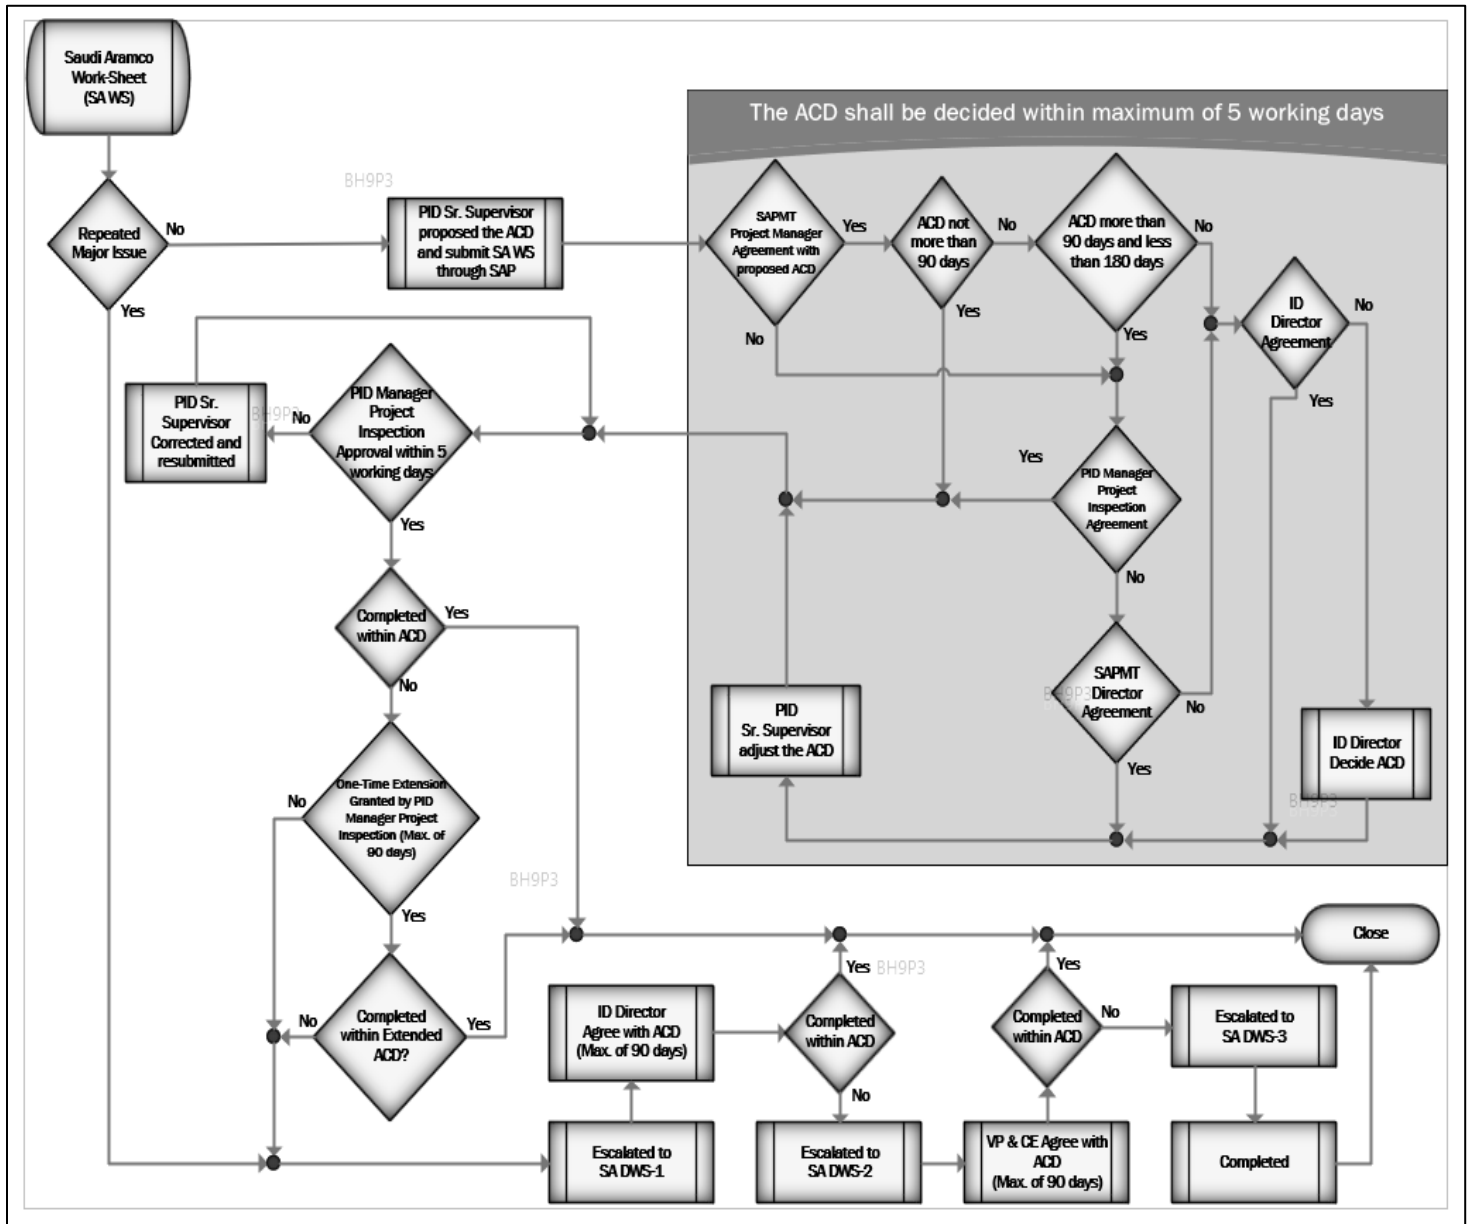 Saudi Aramco
Work-Sheet
(SA WS)
The ACD shall be decided within maximum of 5 working days
BH9P3
Repeated
Major Issue
No
Yes
PID Sr. Supervisor
proposed the ACD
and submit SA WS
through SAP
SAPMT
Project Manager
Agreement with
proposed ACD
Yes
No
ACD not
more than
90 days
No
Yes
ACD more than
90 days and less
than 180 days
No
Yes
ID
Director
Agreement
No
Yes
PID Sr.
Supervisor
Corrected and
resubmitted
BH9P3
No
PID Manager
Project
Inspection
Approval within 5
working days
Yes
Yes
PID Manager
Project
Inspection
Agreement
No
Completed
within ACD
Yes
No
SAPMT
Director
Agreement
BH9P3
No
Yes
PID
Sr. Supervisor
adjust the ACD
ID Director
Decide ACD
BH9P3
One-Time Extension
Granted by PID
Manager Project
Inspection (Max. of
90 days)
No
Yes
BH9P3
Close
Completed
within Extended
ACD?
No
Yes
ID Director
Agree with ACD
(Max. of 90 days)
Yes
BH9P3
Completed
within ACD
No
Yes
Completed
within ACD
No
Escalated to
SA DWS-3
Escalated to
SA DWS-1
Escalated to
SA DWS-2
VP & CE Agree with
ACD
(Max. of 90 days)
Completed